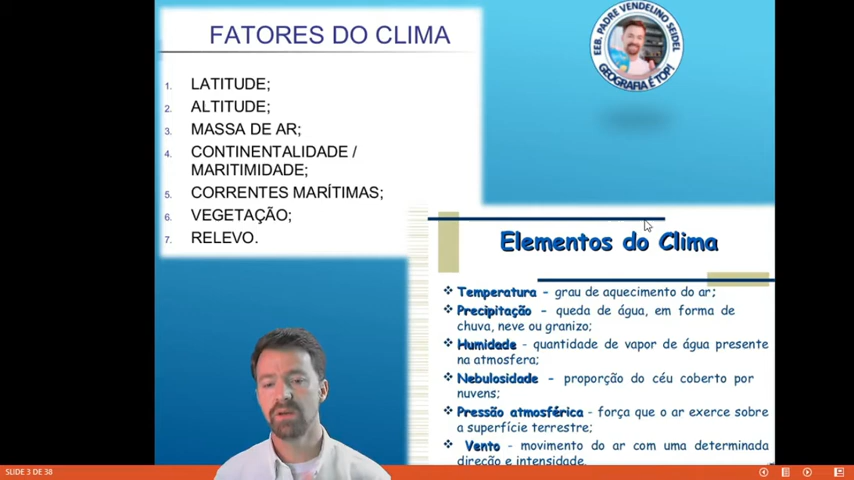 FATORES DO CLIMA
1. LATITUDE;
2. ALTITUDE;
3. MASSA DE AR;
4. CONTINENTALIDADE /
MARITIMIDADE;
5. CORRENTES MARÍTIMAS;
6. VEGETAÇÃO;
7. RELEVO.
EEB. PADRE VENDELINO SEIDEL
GEOGRAFIA É TOP!
Elementos do Clima
❖ Temperatura - grau de aquecimento do ar;
❖ Precipitação - queda de água, em forma de
chuva, neve ou granizo;
❖ Humidade - quantidade de vapor de água presente
na atmosfera;
❖ Nebulosidade - proporção do céu coberto por
nuvens;
❖ Pressão atmosférica - força que o ar exerce sobre
a superfície terrestre;
❖ Vento - movimento do ar com uma determinada
direcção e intensidade.
SLIDE 3 DE 38